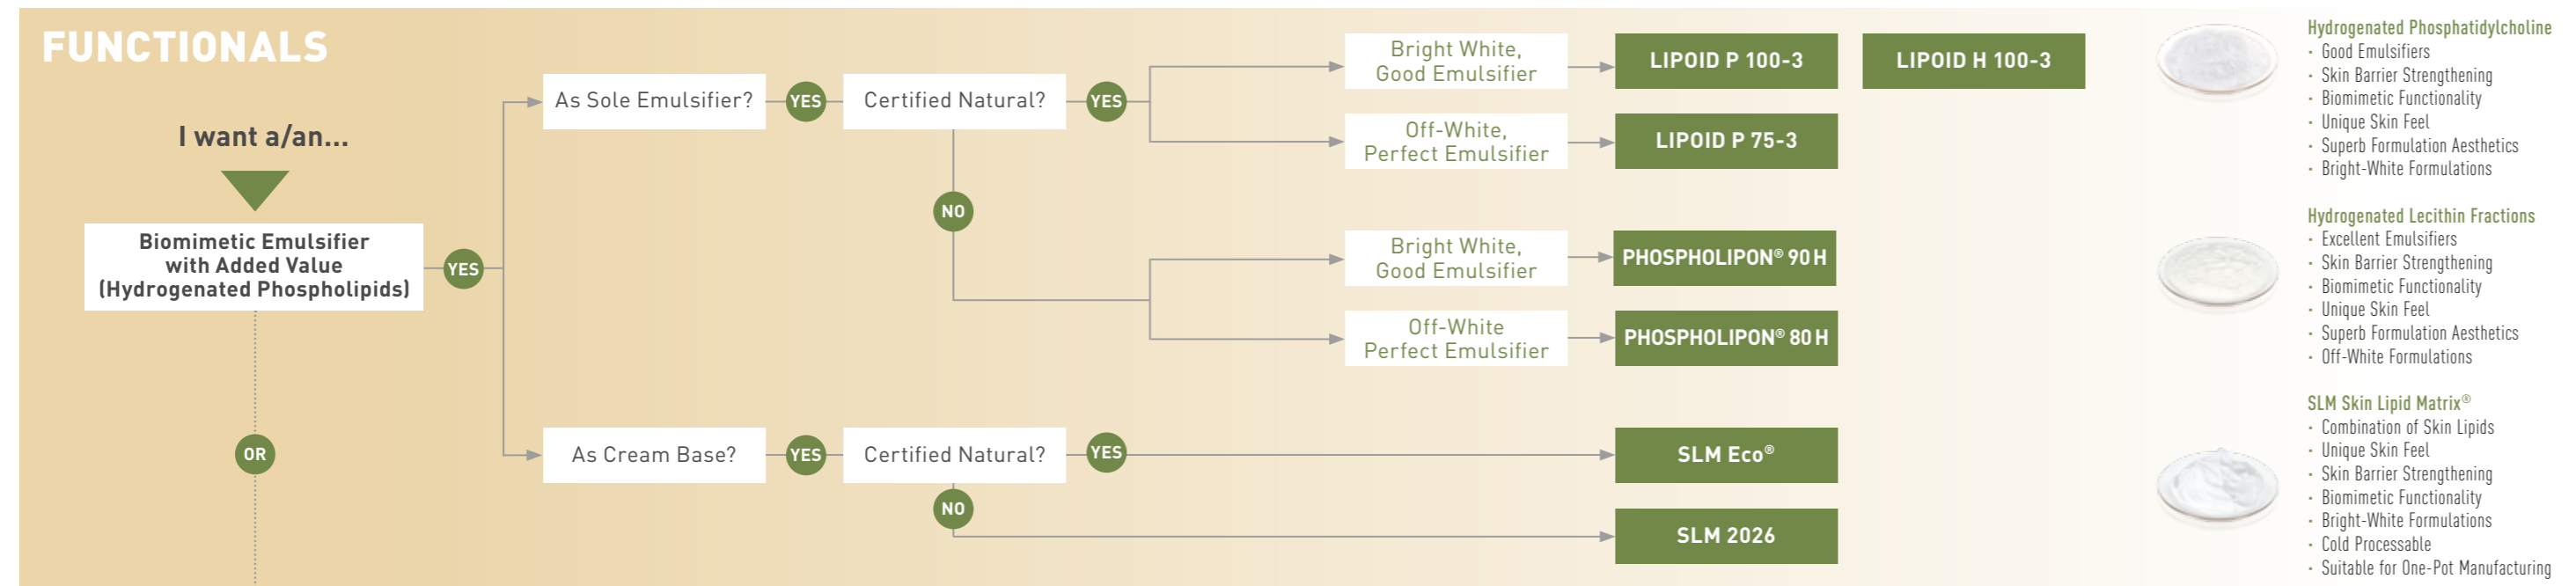 FUNCTIONALS
I want a/an...
Biomimetic Emulsifier
with Added Value
(Hydrogenated Phospholipids)
YES
OR
As Sole Emulsifier?
YES
Certified Natural?
YES
NO
Bright White,
Good Emulsifier
LIPOID P 100-3
LIPOID H 100-3
Off-White,
Perfect Emulsifier
LIPOID P 75-3
Bright White,
Good Emulsifier
PHOSPHOLIPON® 90 H
Off-White
Perfect Emulsifier
PHOSPHOLIPON® 80 H
As Cream Base?
YES
Certified Natural?
YES
SLM Eco®
NO
SLM 2026
Hydrogenated Phosphatidylcholine
· Good Emulsifiers
· Skin Barrier Strengthening
· Biomimetic Functionality
· Unique Skin Feel
· Superb Formulation Aesthetics
· Bright-White Formulations
Hydrogenated Lecithin Fractions
· Excellent Emulsifiers
· Skin Barrier Strengthening
· Biomimetic Functionality
· Unique Skin Feel
· Superb Formulation Aesthetics
· Off-White Formulations
SLM Skin Lipid Matrix®
· Combination of Skin Lipids
· Unique Skin Feel
· Skin Barrier Strengthening
· Biomimetic Functionality
· Bright-White Formulations
· Cold Processable
· Suitable for One-Pot Manufacturing